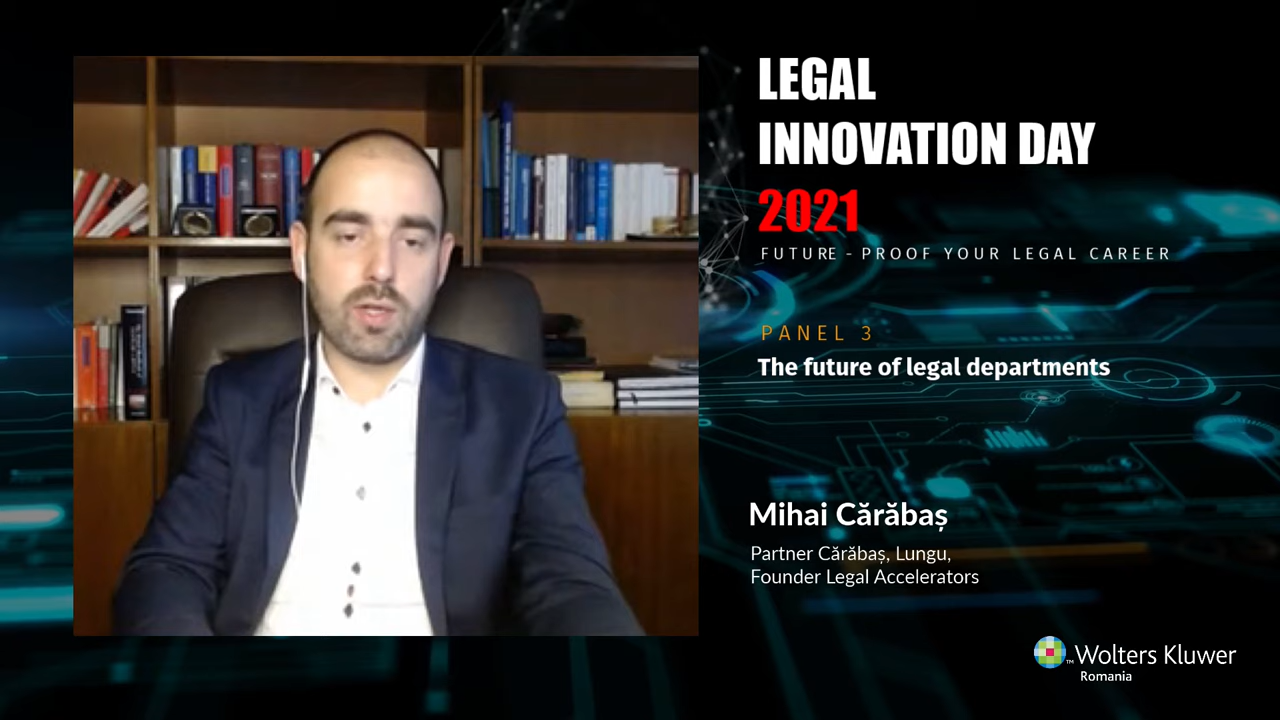 LEGAL
INNOVATION DAY
2021
FUTURE - PROOF YOUR LEGAL CAREER
PANEL 3
The future of legal departments
Mihai Cărăbaș
Partner Cărăbaș, Lungu,
Founder Legal Accelerators
™ Wolters Kluwer
Romania